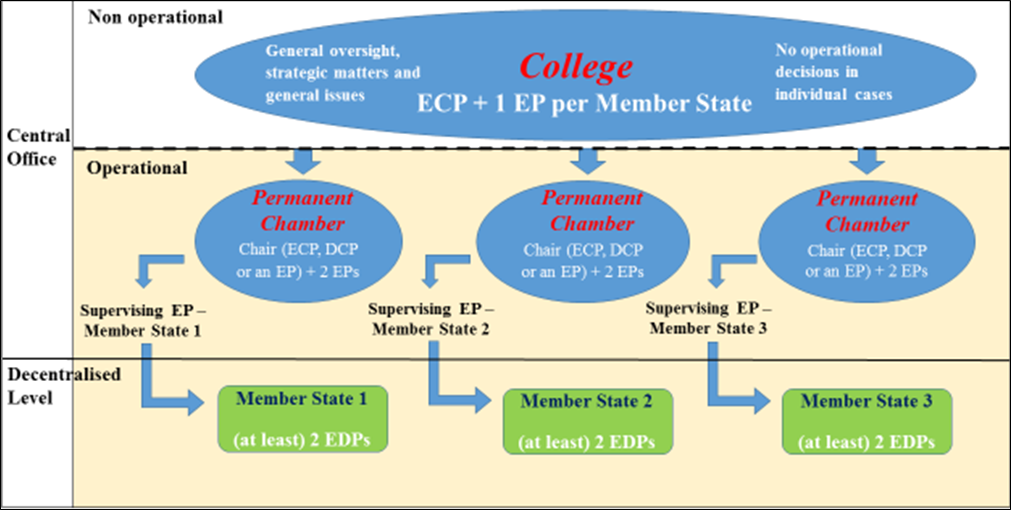 Non operational
General oversight,
strategic matters and
general issues
College
ECP + 1 EP per Member State
No operational
decisions in
individual cases
Central
Office
Operational
Permanent
Chamber
Chair (ECP, DCP
or an EP) + 2 EPs
Permanent
Chamber
Chair (ECP, DCP
or an EP) + 2 EPs
Permanent
Chamber
Chair (ECP, DCP
or an EP) + 2 EPs
Supervising EP –
Member State 1
Supervising EP –
Member State 2
Supervising EP –
Member State 3
Decentralised
Level
Member State 1
(at least) 2 EDPs
Member State 2
(at least) 2 EDPs
Member State 3
(at least) 2 EDPs